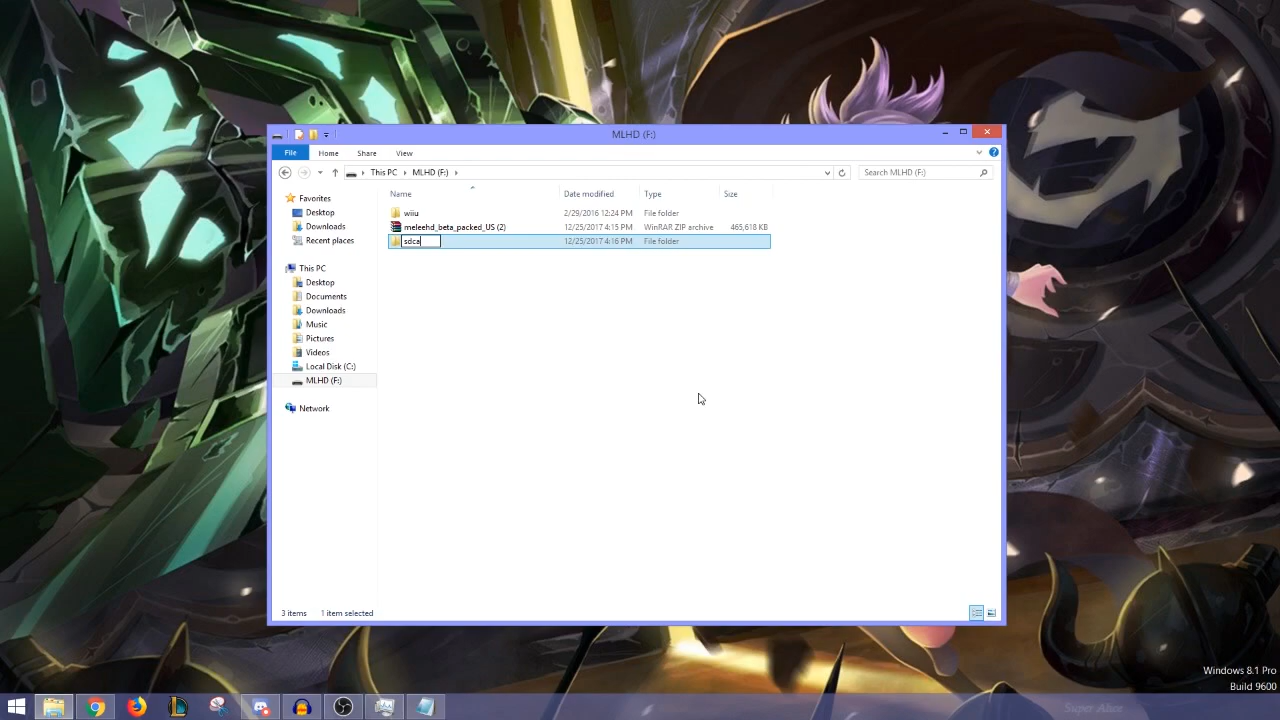 MLHD (F:)
File Home Share View
This PC MLHD (F:) Search MLHD (F:)
Name Date modified Type Size
Favorites
Desktop
Downloads
Recent places
This PC
Desktop
Documents
Downloads
Music
Pictures
Videos
Local Disk (C:)
MLHD (F:)
Network
wiiu 2/29/2016 12:24 PM File folder
meleehd_beta_packed_US (2) 12/25/2017 4:15 PM WinRAR ZIP archive 465,618 KB
sdca 12/25/2017 4:16 PM File folder
3 items 1 item selected
Windows 8.1 Pro
Build 9600